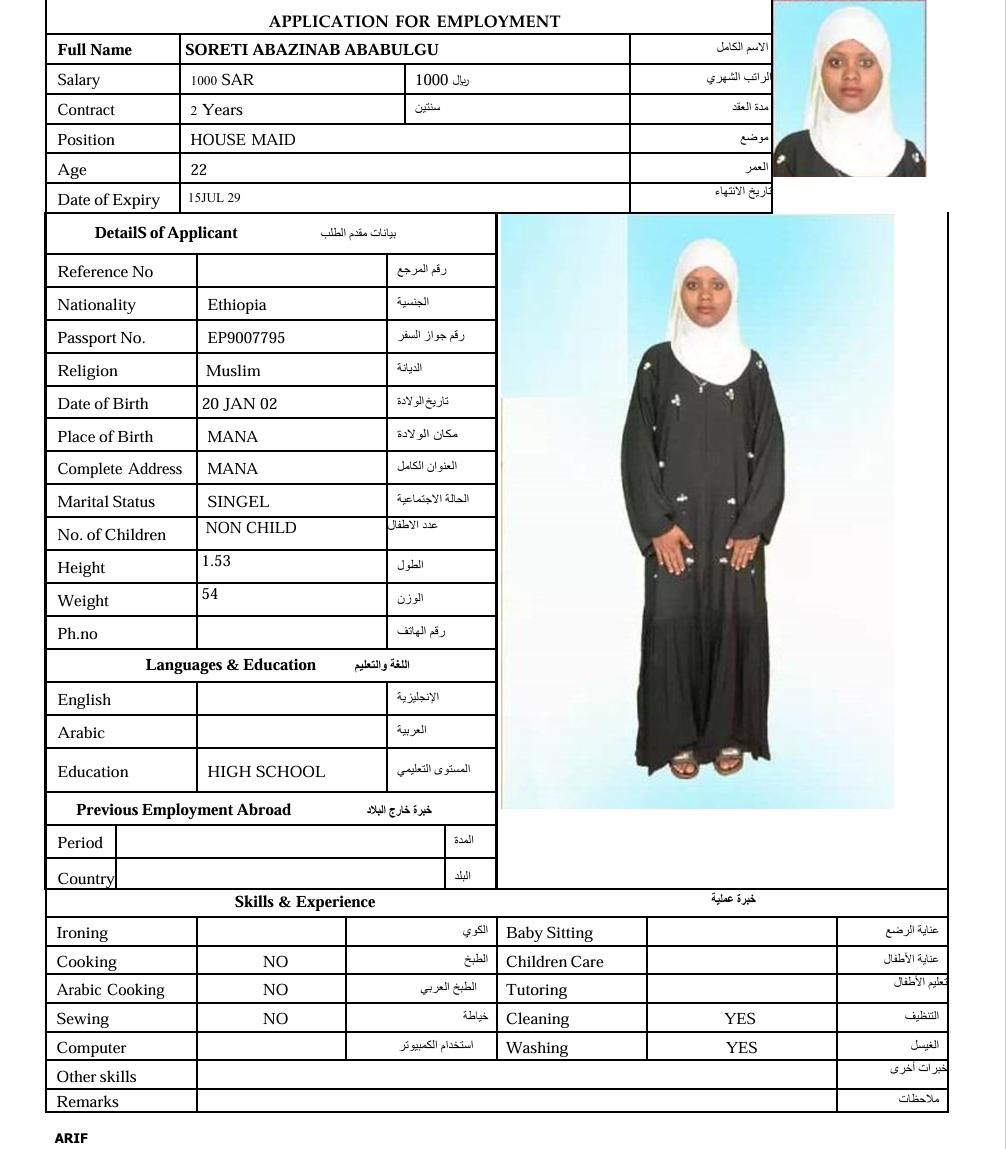 APPLICATION FOR EMPLOYMENT
Full Name SORETI ABAZINAB ABABULGU الاسم الكامل
Salary 1000 SAR 1000 ريال الراتب الشهري
Contract 2 Years سنتين مدة العقد
Position HOUSE MAID موضع
Age 22 العمر
Date of Expiry 15JUL 29 تاريخ الانتهاء
DetailS of Applicant بيانات مقدم الطلب
Reference No رقم المرجع
Nationality Ethiopia الجنسية
Passport No. EP9007795 رقم جواز السفر
Religion Muslim الديانة
Date of Birth 20 JAN 02 تاريخ الولادة
Place of Birth MANA مكان الولادة
Complete Address MANA العنوان الكامل
Marital Status SINGEL الحالة الاجتماعية
No. of Children NON CHILD عدد الاطفال
Height 1.53 الطول
Weight 54 الوزن
Ph.no رقم الهاتف
Languages & Education اللغة والتعليم
English الإنجليزية
Arabic العربية
Education HIGH SCHOOL المستوى التعليمي
Previous Employment Abroad خبرة خارج البلاد
Period المدة
Country البلد
Skills & Experience خبرة عملية
Ironing الكوي Baby Sitting عناية الرضع
Cooking NO الطبخ Children Care عناية الأطفال
Arabic Cooking NO الطبخ العربي Tutoring تعليم الأطفال
Sewing NO خياطة Cleaning YES التنظيف
Computer استخدام الكمبيوتر Washing YES الغيسل
Other skills خبرات أخرى
Remarks ملاحظات
ARIF